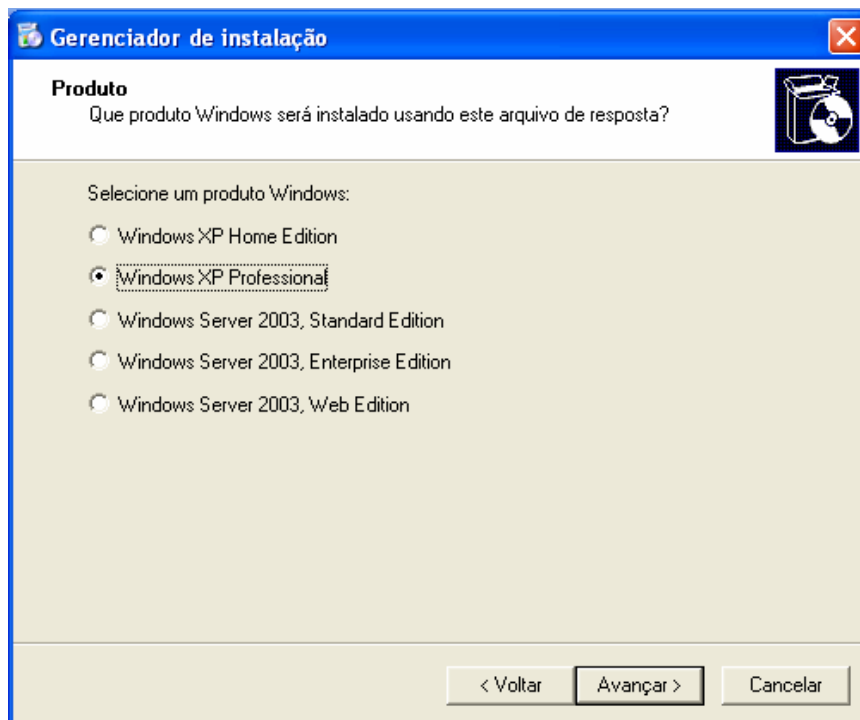 Gerenciador de instalação
Produto
Que produto Windows será instalado usando este arquivo de resposta?
Selecione um produto Windows:
Windows XP Home Edition
Windows XP Professional
Windows Server 2003, Standard Edition
Windows Server 2003, Enterprise Edition
Windows Server 2003, Web Edition
< Voltar Avançar > Cancelar